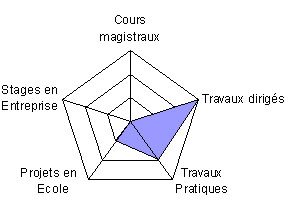 Cours
magistraux
Travaux dirigés
Travaux
Pratiques
Projets en
Ecole
Stages en
Entreprise